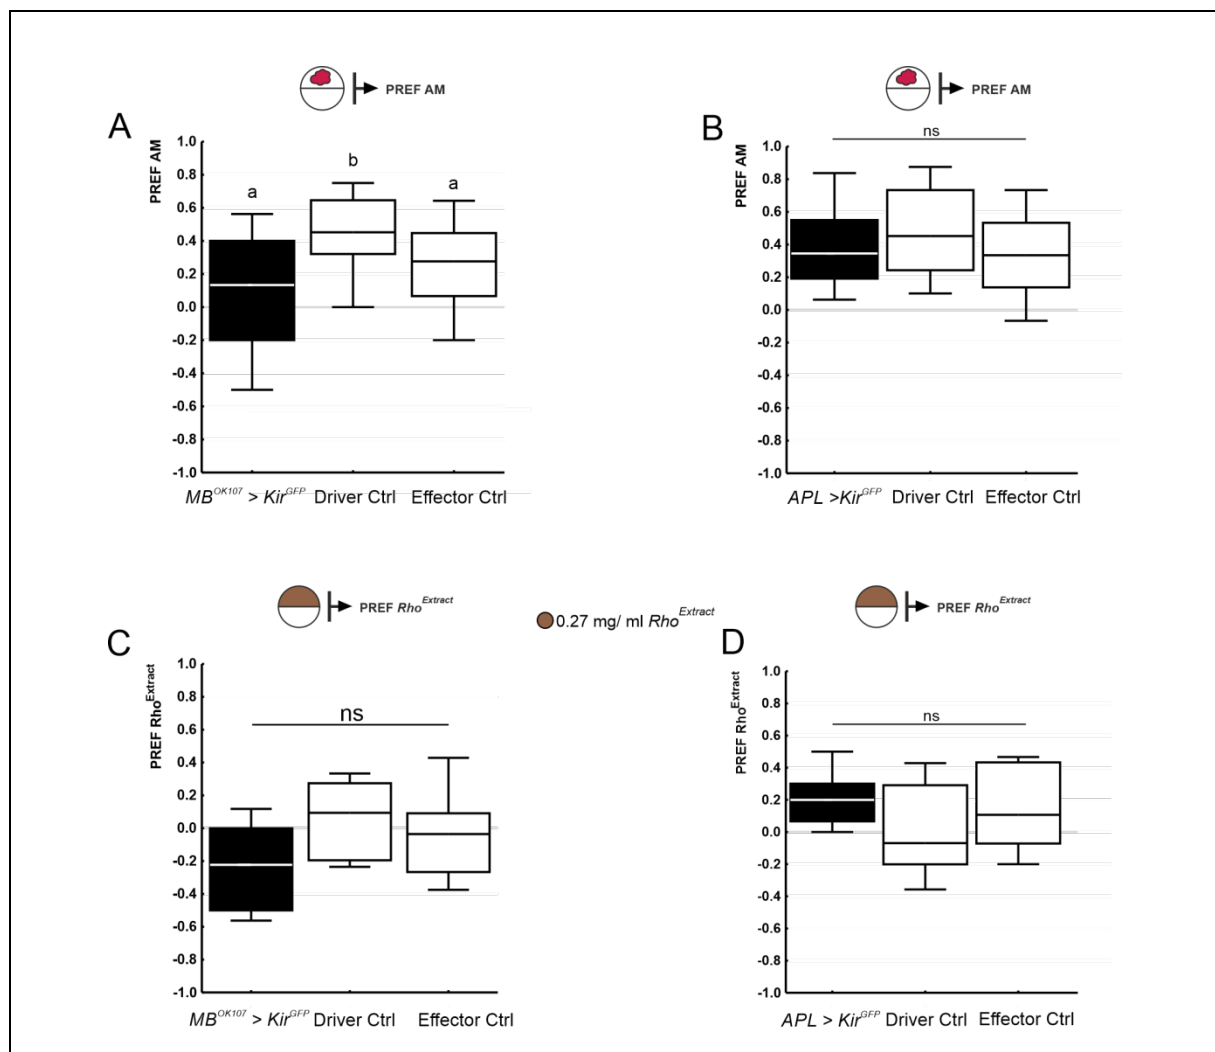 PREF AM
A
PREF AM
1.0
0.8
0.6
0.4
0.2
0.0
-0.2
-0.4
-0.6
-0.8
-1.0
a
b
a
MB^OK107 > Kir^GFP Driver Ctrl Effector Ctrl
PREF AM
B
PREF AM
1.0
0.8
0.6
0.4
0.2
0.0
-0.2
-0.4
-0.6
-0.8
-1.0
ns
APL >Kir^GFP Driver Ctrl Effector Ctrl
PREF Rho^Extract
0.27 mg/ ml Rho^Extract
C
PREF Rho^Extract
1.0
0.8
0.6
0.4
0.2
0.0
-0.2
-0.4
-0.6
-0.8
-1.0
ns
MB^OK107 > Kir^GFP Driver Ctrl Effector Ctrl
PREF Rho^Extract
D
PREF Rho^Extract
1.0
0.8
0.6
0.4
0.2
0.0
-0.2
-0.4
-0.6
-0.8
-1.0
ns
APL > Kir^GFP Driver Ctrl Effector Ctrl